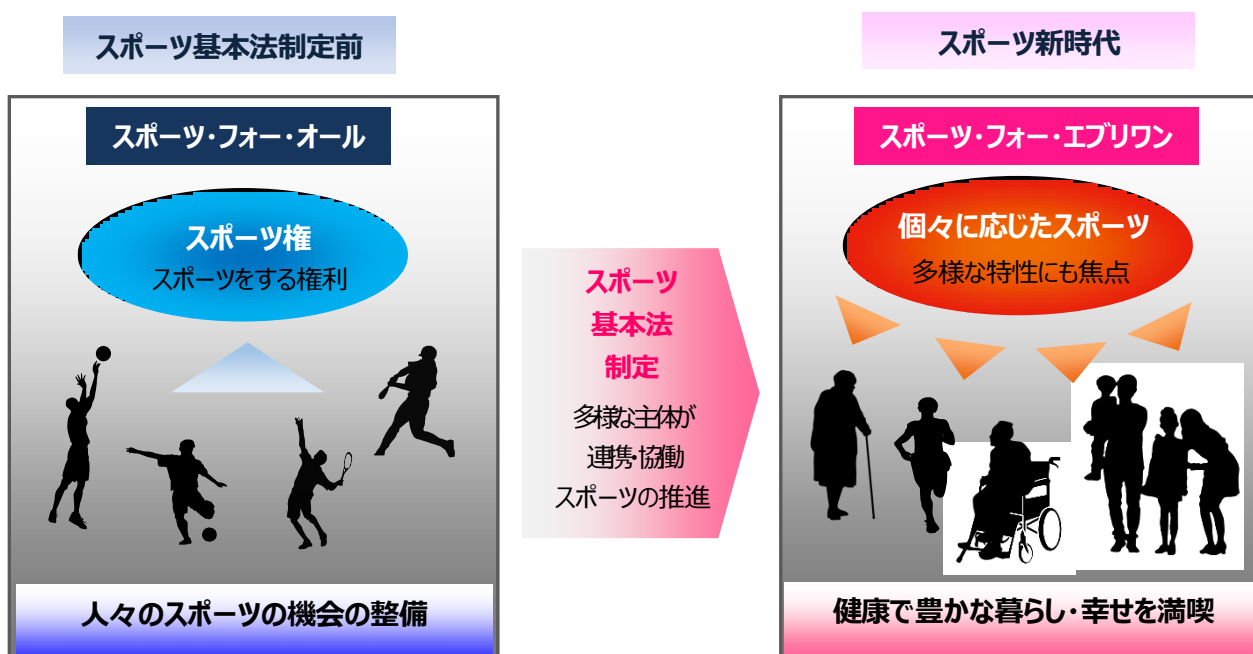 スポーツ基本法制定前
スポーツ・フォー・オール
スポーツ権
スポーツをする権利
人々のスポーツの機会の整備
スポーツ
基本法
制定
多様な主体が
連携・協働
スポーツの推進
スポーツ新時代
スポーツ・フォー・エブリワン
個々に応じたスポーツ
多様な特性にも焦点
健康で豊かな暮らし・幸せを満喫